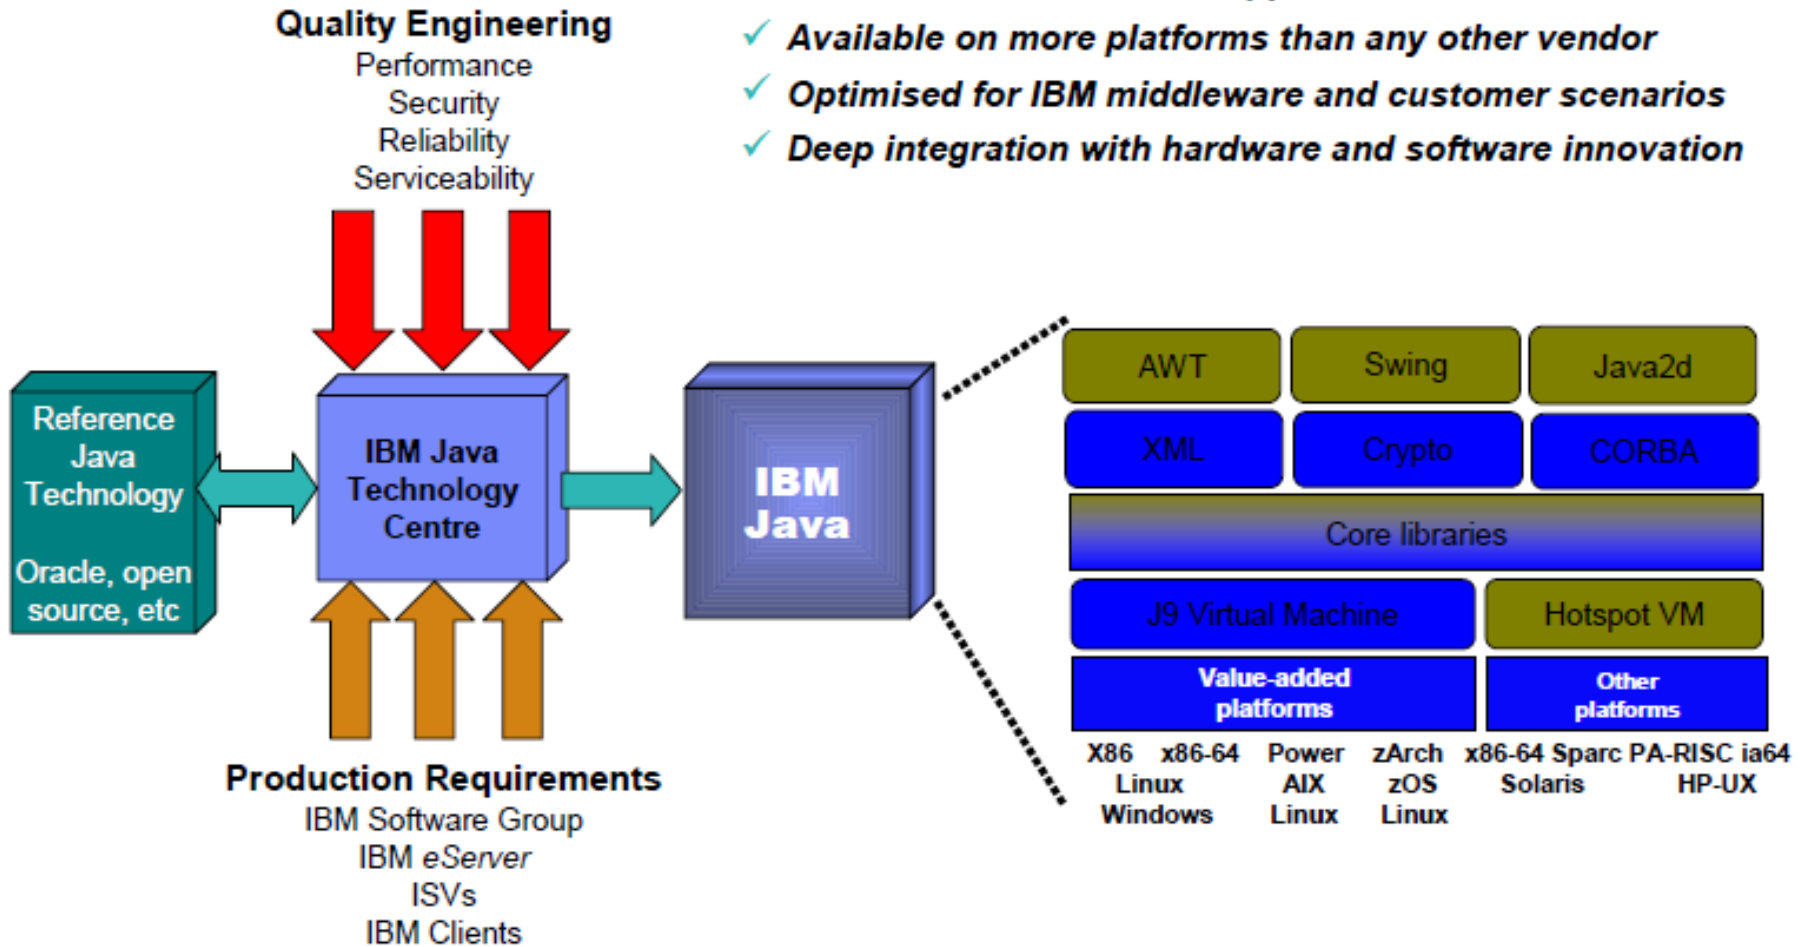 Quality Engineering
Performance
Security
Reliability
Serviceability
✓ Available on more platforms than any other vendor
✓ Optimised for IBM middleware and customer scenarios
✓ Deep integration with hardware and software innovation
Reference
Java
Technology
Oracle, open
source, etc
IBM Java
Technology
Centre
IBM
Java
Production Requirements
IBM Software Group
IBM eServer
ISVs
IBM Clients
AWT Swing Java2d
XML Crypto CORBA
Core libraries
J9 Virtual Machine Hotspot VM
Value-added
platforms
Other
platforms
X86 x86-64 Power zArch x86-64 Sparc PA-RISC ia64
Linux AIX zOS Solaris HP-UX
Windows Linux Linux